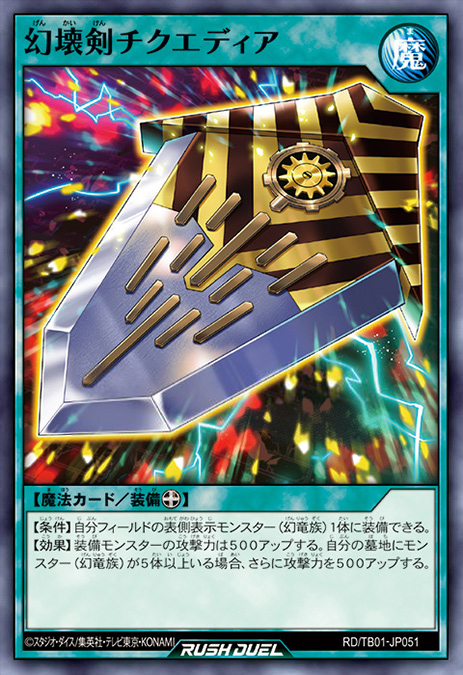 幻壊剣チクエディア
魔
【魔法カード／装備】
【条件】自分フィールドの表側表示モンスター（幻竜族）1体に装備できる。
【効果】装備モンスターの攻撃力は500アップする。自分の墓地にモン
スター（幻竜族）が5体以上いる場合、さらに攻撃力を500アップする。
©スタジオ・ダイス/集英社・テレビ東京・KONAMI
RUSH DUEL
RD/TB01-JP051